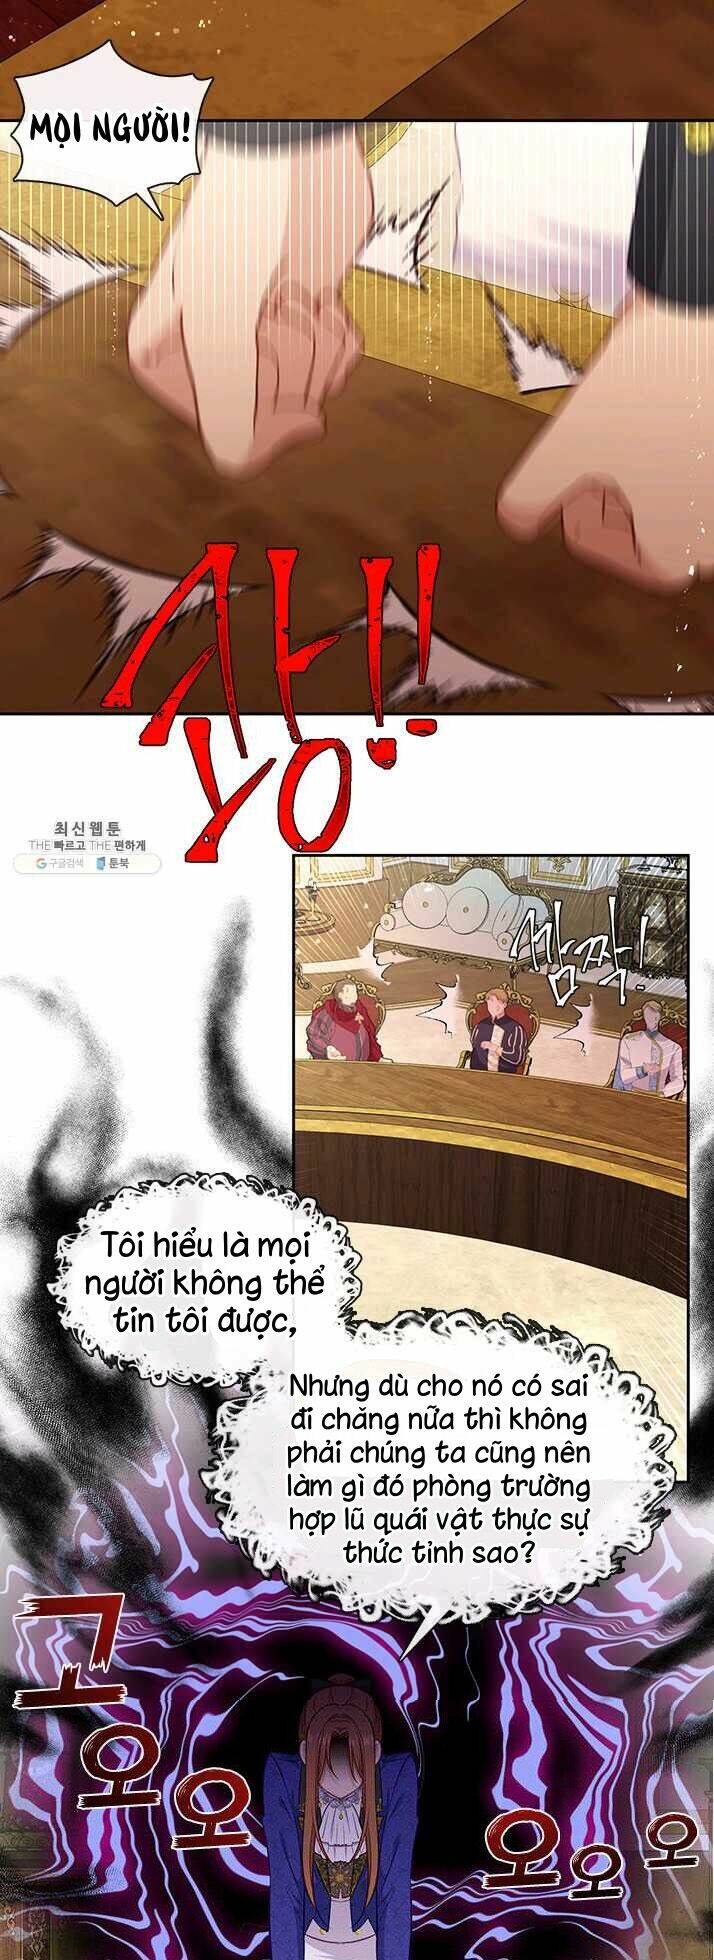 MỌI NGƯỜI!
최신웹툰
THE 빠르고 THE 편하게
구글검색 툰북
깜짝!
Tôi hiểu là mọi
người không thể
tin tôi được,
Nhưng dù cho nó có sai
đi chăng nữa thì không
phải chúng ta cũng nên
làm gì đó phòng trường
hợp lũ quái vật thực sự
thức tỉnh sao?
고
오
오
오
오
오